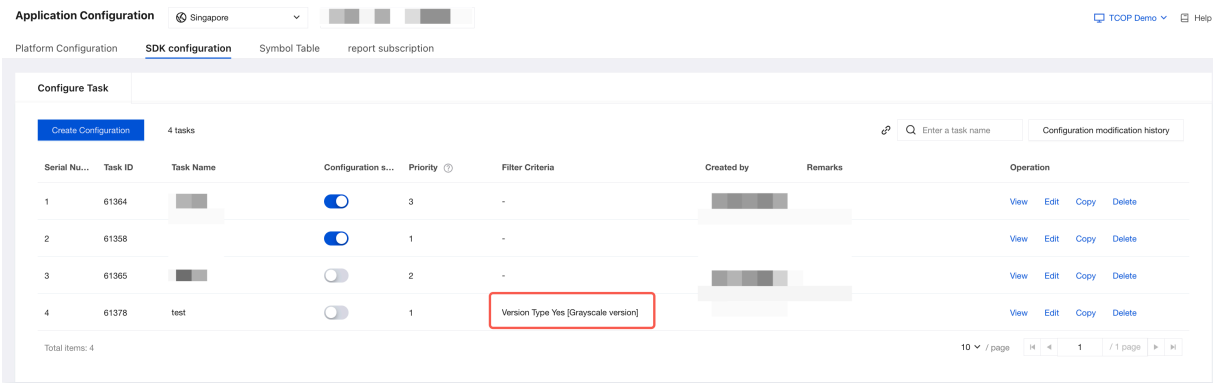 Application Configuration Singapore TCOP Demo Help
Platform Configuration SDK configuration Symbol Table report subscription
Configure Task
Create Configuration 4 tasks Enter a task name Configuration modification history
Serial Nu... Task ID Task Name Configuration s... Priority Filter Criteria Created by Remarks Operation
1 61364 3 - View Edit Copy Delete
2 61358 1 - View Edit Copy Delete
3 61365 2 - View Edit Copy Delete
4 61378 test 1 Version Type Yes [Grayscale version] View Edit Copy Delete
Total items: 4 10 / page 1 / 1 page